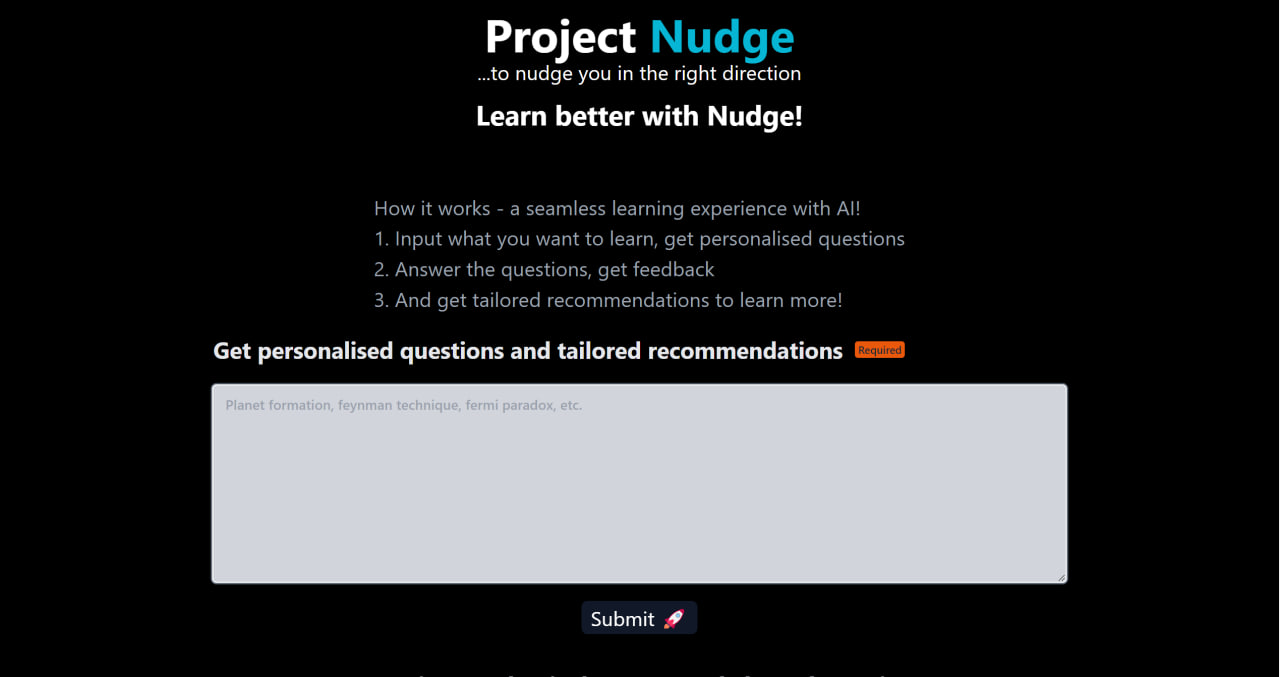 Project Nudge
...to nudge you in the right direction
Learn better with Nudge!
How it works - a seamless learning experience with AI!
1. Input what you want to learn, get personalised questions
2. Answer the questions, get feedback
3. And get tailored recommendations to learn more!
Get personalised questions and tailored recommendations Required
Planet formation, feynman technique, fermi paradox, etc.
Submit 🚀